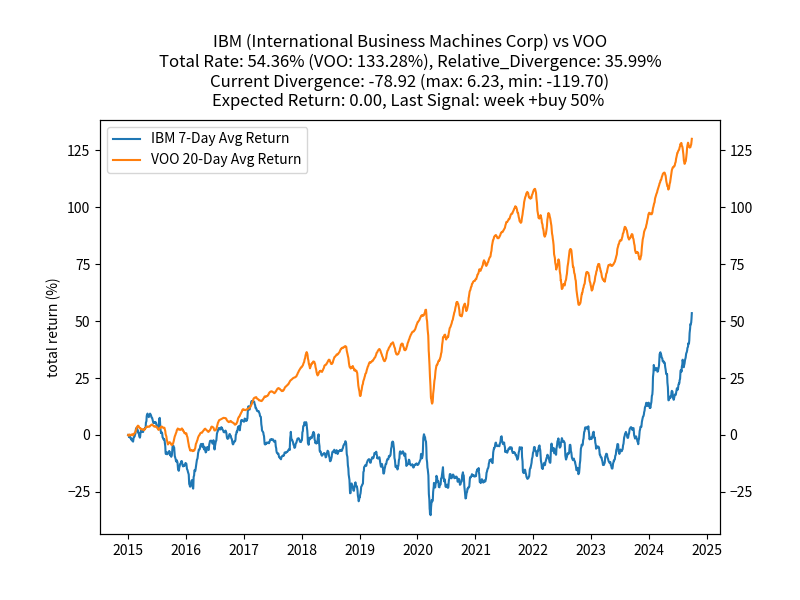 IBM (International Business Machines Corp) vs VOO
Total Rate: 54.36% (VOO: 133.28%), Relative_Divergence: 35.99%
Current Divergence: -78.92 (max: 6.23, min: -119.70)
Expected Return: 0.00, Last Signal: week +buy 50%
IBM 7-Day Avg Return
VOO 20-Day Avg Return
total return (%)
125
100
75
50
25
0
−25
125
100
75
50
25
0
−25
2015 2016 2017 2018 2019 2020 2021 2022 2023 2024 2025